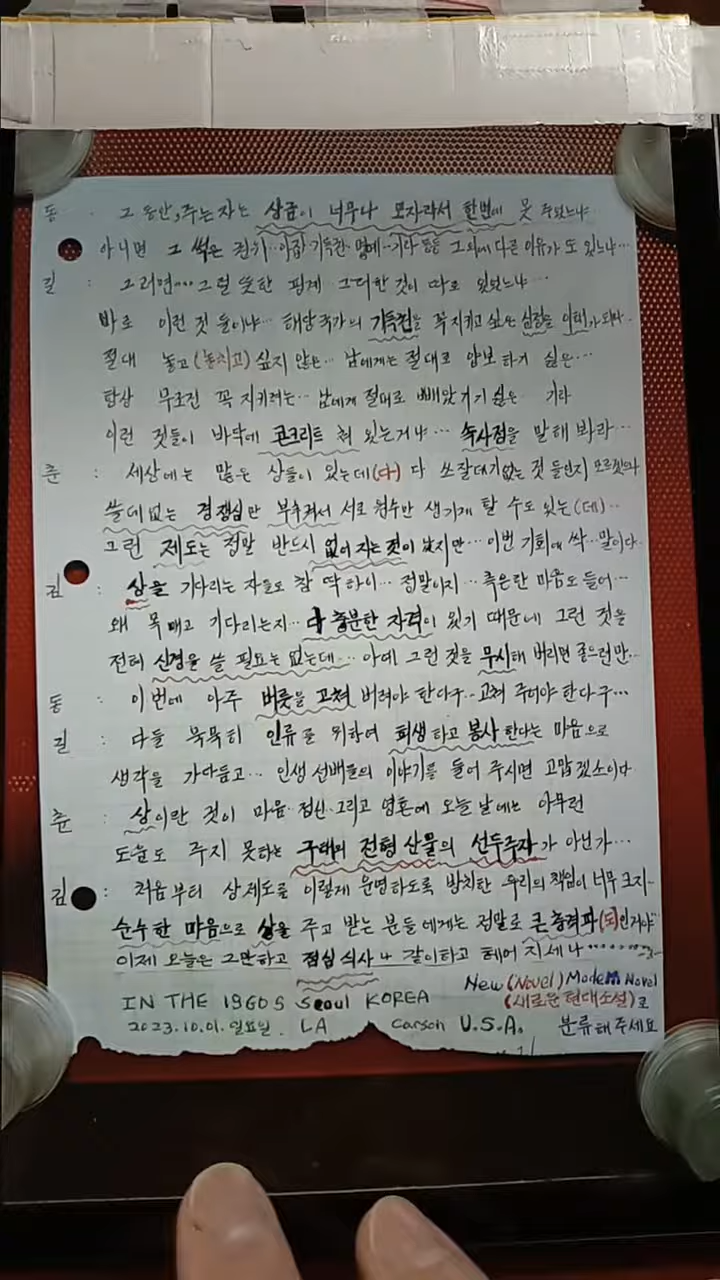 동 : 그 동안, 주는 자는 상금이 너무나 모자라서 한번에 못 주었느냐
아니면 그 썩은 기득권 다른 이유가 또 있느냐…
길 : 그러면…그럴 듯한 핑계 그러한 것이 따로 있었느냐…
바로 이런 것 들이냐… 해당 국가의 기득권을 꼭 지키고 싶은
절대 놓고(놓치고) 싶지 않은… 남에게는 절대로 양보 하기 싫은…
항상 무조건 꼭 지키려는… 남에게 절대로 빼앗기기 싫은 기타
이런 것들이 바닥에 콘크리트 쳐 있는거냐… 속사정을 말해 봐라…
춘 : 세상에는 많은 상들이 있는데(다) 다 쓰잘데기없는 것 들인지 모르겠으나
쓸데없는 경쟁심만 부추켜서 서로 원수만 생기게 할 수도 있는(데)…
그런 제도는 정말 반드시 없어 지는 것이 낫지만… 이번 기회에 싹…말이다
김 : 상을 기다리는 자들도 참 딱하이… 정말이지… 측은한 마음도 들어…
왜 목 매고 기다리는지… 다 충분한 자격이 있기 때문에 그런 것을
전혀 신경을 쓸 필요는 없는데… 아예 그런 것을 무시해 버리면 좋으련만…
동 : 이 번에 아주 버릇을 고쳐 버려야 한다구…고쳐 주어야 한다구…
길 : 다들 묵묵히 인류를 위하여 희생하고 봉사 한다는 마음으로
생각을 가다듬고… 인생 선배들의 이야기를 들어 주시면 고맙겠소이다
춘 : 상이란 것이 마음·정신·그리고 영혼에 오늘 날에는 아무런
도움도 주지 못하는 구태의 전형 산물의 선두주자가 아닌가…
김 : 처음부터 상제도를 이렇게 운영하도록 방치한 우리의 책임이 너무 크지
순수 한 마음으로 상을 주고 받는 분들 에게는 정말로 큰 충격파(되)인거야
이제 오늘은 그만하고 점심 식사나 같이하고 헤어 지세나………
New (Novel) Modern Novel
IN THE 1960S Seoul KOREA (새로운 현대소설)로
2023.10.01. 일요일. LA Carson U.S.A. 분류해 주세요